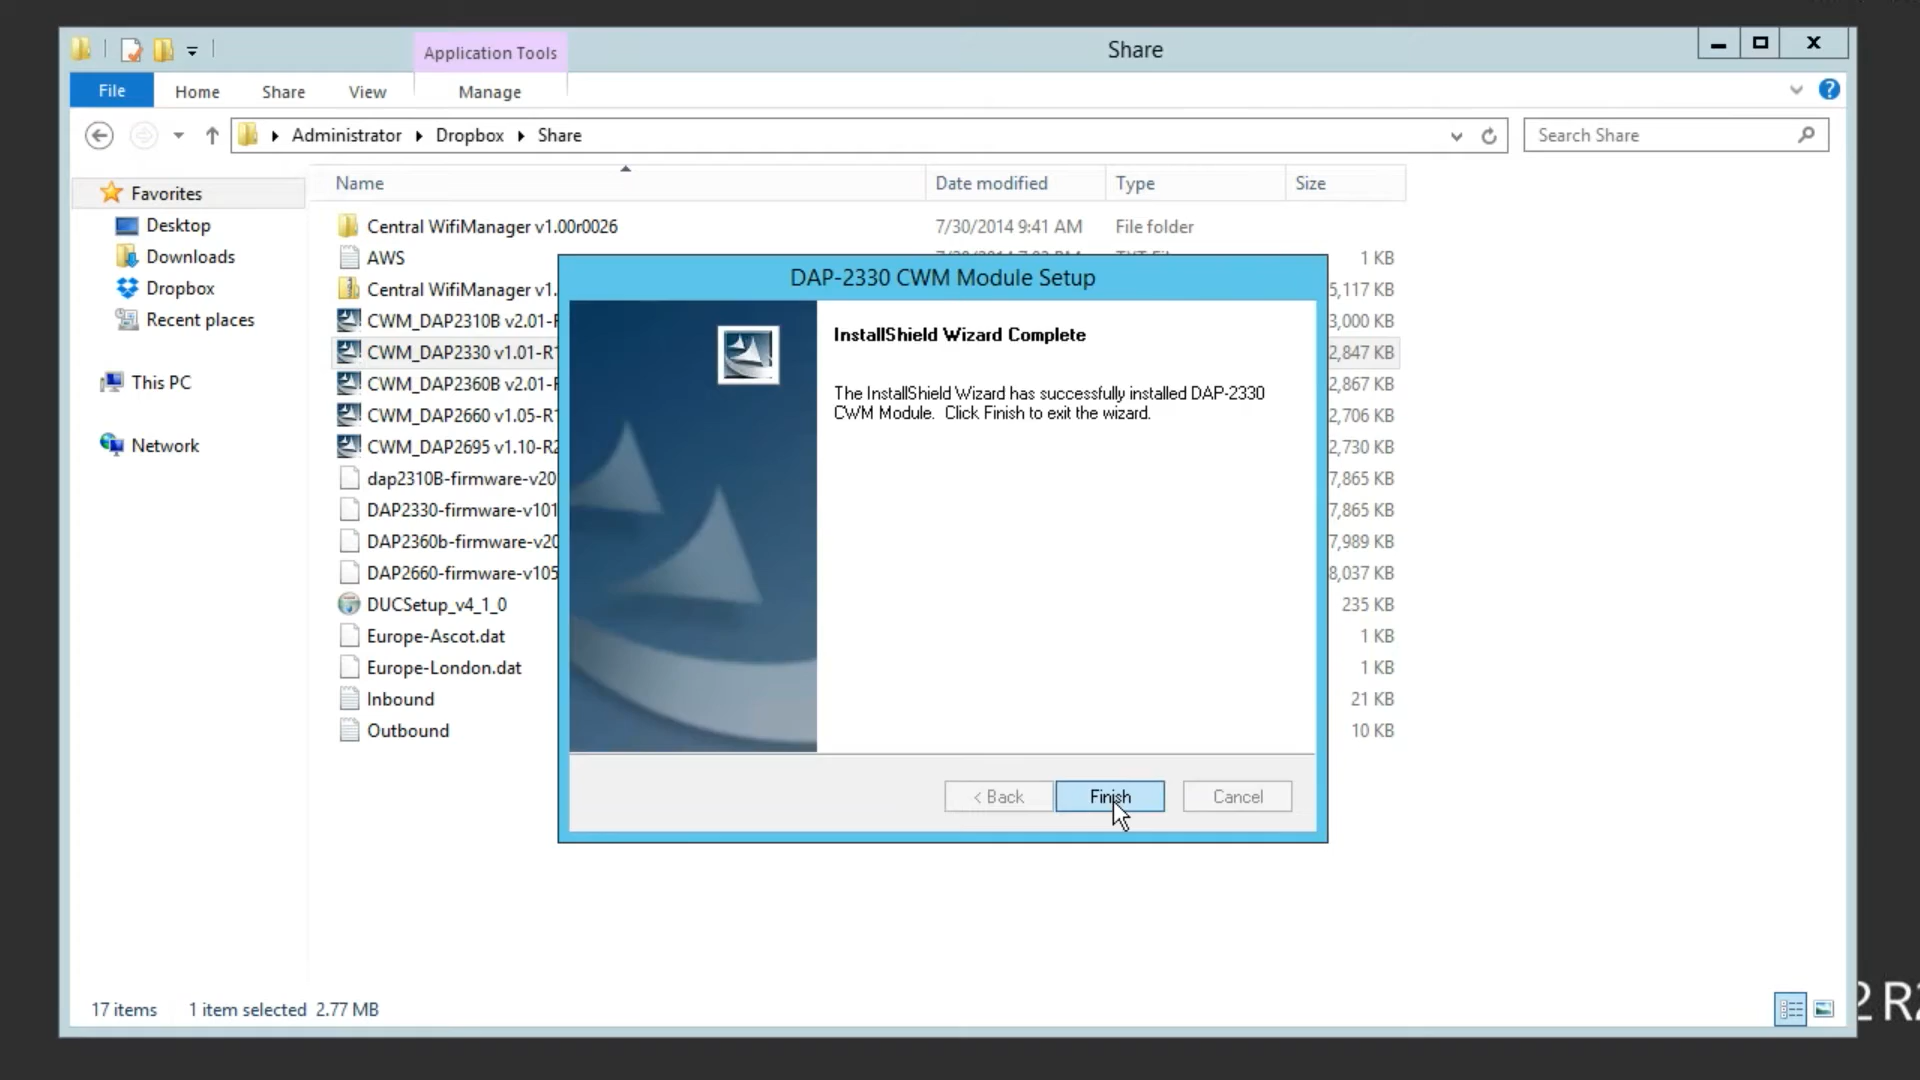 Application Tools
Share
File
Home
Share
View
Manage
Administrator
Dropbox
Share
Search Share
Name
Date modified
Type
Size
Favorites
Desktop
Downloads
Dropbox
Recent places
This PC
Network
Central WifiManager v1.00r0026
7/30/2014 9:41 AM
File folder
AWS
1 KB
Central WifiManager v1.
5,117 KB
CWM_DAP2310B v2.01-
3,000 KB
CWM_DAP2330 v1.01-R1
2,847 KB
CWM_DAP2360B v2.01-
2,867 KB
CWM_DAP2660 v1.05-R1
2,706 KB
CWM_DAP2695 v1.10-R2
2,730 KB
dap2310B-firmware-v20
7,865 KB
DAP2330-firmware-v101
7,865 KB
DAP2360b-firmware-v20
7,989 KB
DAP2660-firmware-v105
8,037 KB
DUCSetup_v4_1_0
235 KB
Europe-Ascot.dat
1 KB
Europe-London.dat
1 KB
Inbound
21 KB
Outbound
10 KB
DAP-2330 CWM Module Setup
InstallShield Wizard Complete
The InstallShield Wizard has successfully installed DAP-2330
CWM Module. Click Finish to exit the wizard.
< Back
Finish
Cancel
17 items
1 item selected 2.77 MB
2 R2